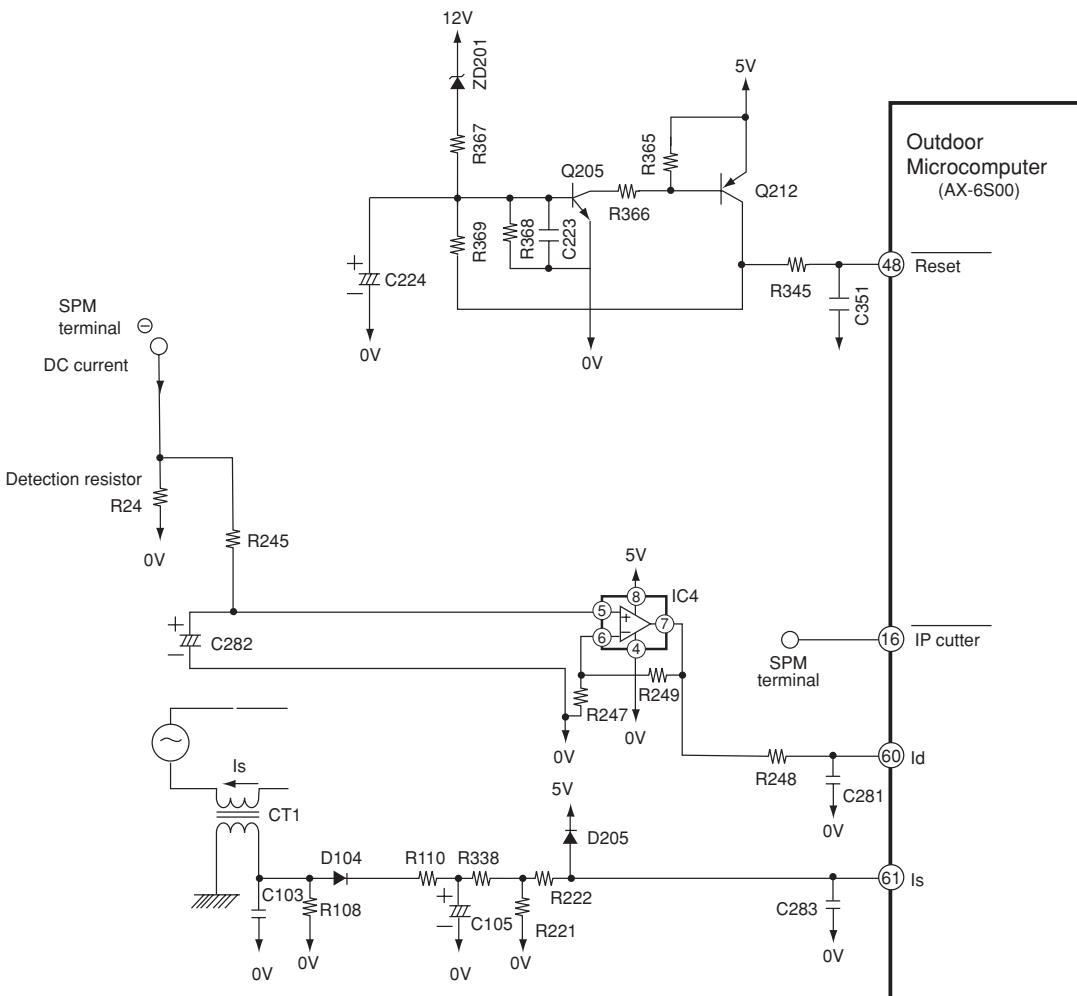 12V
ZD201
5V
R367
R365
Outdoor
Microcomputer
(AX-6S00)
Q205
Q212
R366
R369
R368
C223
+
C224
−
48
Reset
R345
C351
SPM
terminal
−
0V
0V
DC current
Detection resistor
R24
0V
R245
5V
8
IC4
5
+
7
6
−
4
+
C282
−
16
IP cutter
SPM
terminal
R249
R247
0V
0V
60
Id
R248
C281
Is
5V
0V
CT1
D205
D104
R110
R338
61
Is
C103
R108
+
C105
−
R222
R221
C283
0V
0V
0V
0V
0V